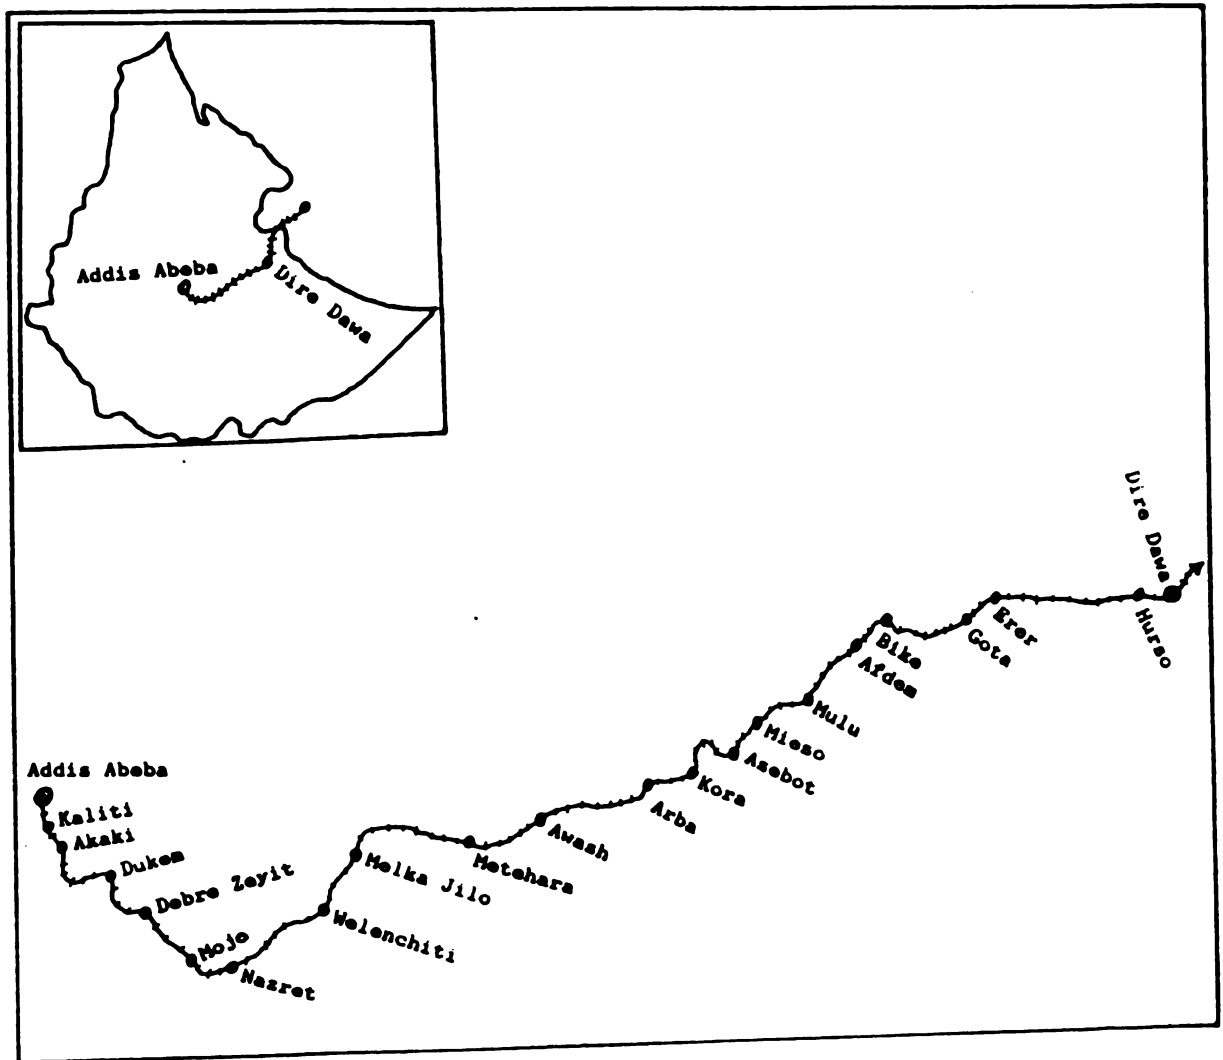 Addis Abeba
Dire Dawa
Dire Dawa
Hurso
Erer
Gota
Bike
Afdem
Mulu
Mieso
Asebot
Kora
Arba
Awash
Metehara
Melka Jilo
Welenchiti
Nazret
Mojo
Debre Zeyit
Dukem
Akaki
Kaliti
Addis Abeba